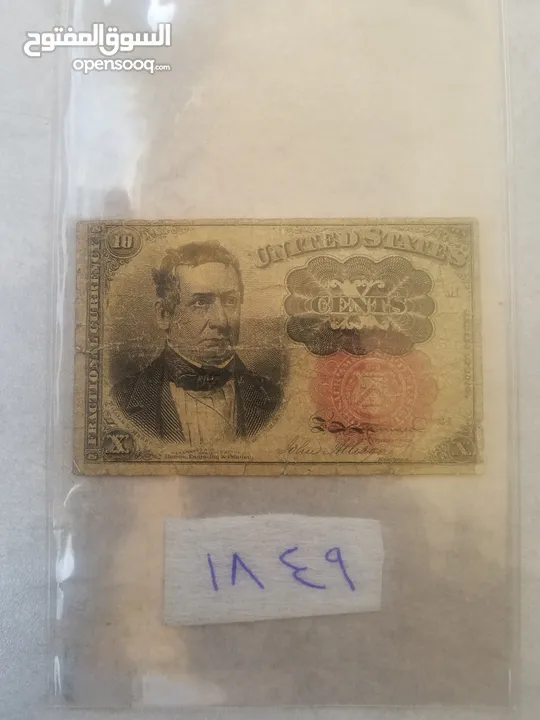 السوق المفتوح
opensooq.com
10
UNITED STATES
FRACTIONAL CURRENCY
X
CENTS
X
١٨٤٩